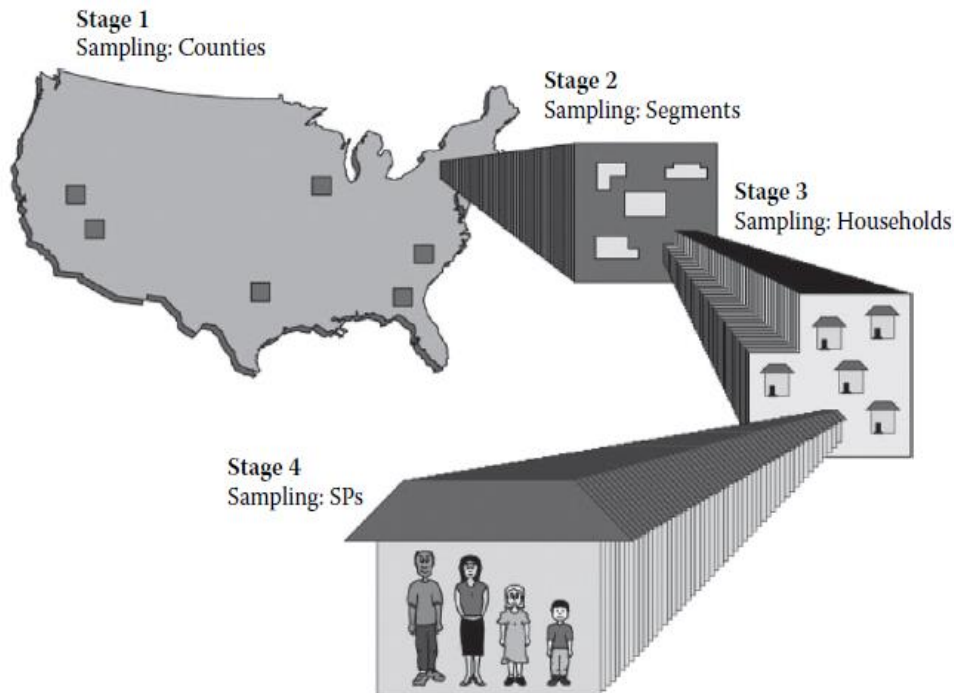 Stage 1
Sampling: Counties
Stage 2
Sampling: Segments
Stage 3
Sampling: Households
Stage 4
Sampling: SPs